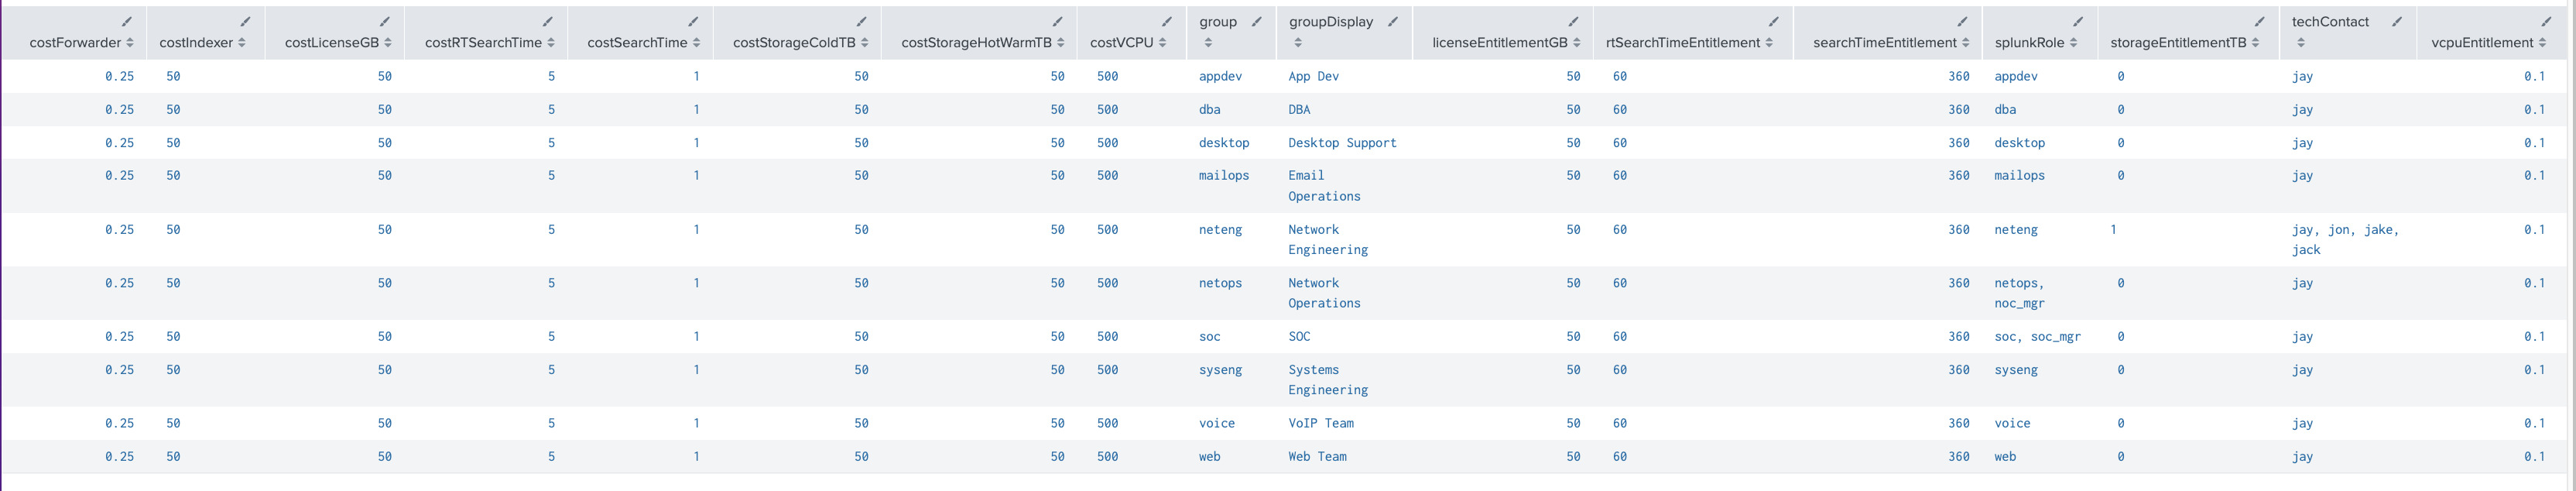 group groupDisplay techContact
costForwarder costIndexer costLicenseGB costRTSearchTime costSearchTime costStorageColdTB costStorageHotWarmTB costVCPU licenseEntitlementGB rtSearchTimeEntitlement searchTimeEntitlement splunkRole storageEntitlementTB vcpuEntitlement
0.25 50 50 5 1 50 50 500 appdev App Dev 50 60 360 appdev 0 jay 0.1
0.25 50 50 5 1 50 50 500 dba DBA 50 60 360 dba 0 jay 0.1
0.25 50 50 5 1 50 50 500 desktop Desktop Support 50 60 360 desktop 0 jay 0.1
0.25 50 50 5 1 50 50 500 mailops Email 50 60 360 mailops 0 jay 0.1
Operations
0.25 50 50 5 1 50 50 500 neteng Network 50 60 360 neteng 1 jay, jon, jake, 0.1
Engineering jack
0.25 50 50 5 1 50 50 500 netops Network 50 60 360 netops, 0 jay 0.1
Operations noc_mgr
0.25 50 50 5 1 50 50 500 soc SOC 50 60 360 soc, soc_mgr 0 jay 0.1
0.25 50 50 5 1 50 50 500 syseng Systems 50 60 360 syseng 0 jay 0.1
Engineering
0.25 50 50 5 1 50 50 500 voice VoIP Team 50 60 360 voice 0 jay 0.1
0.25 50 50 5 1 50 50 500 web Web Team 50 60 360 web 0 jay 0.1